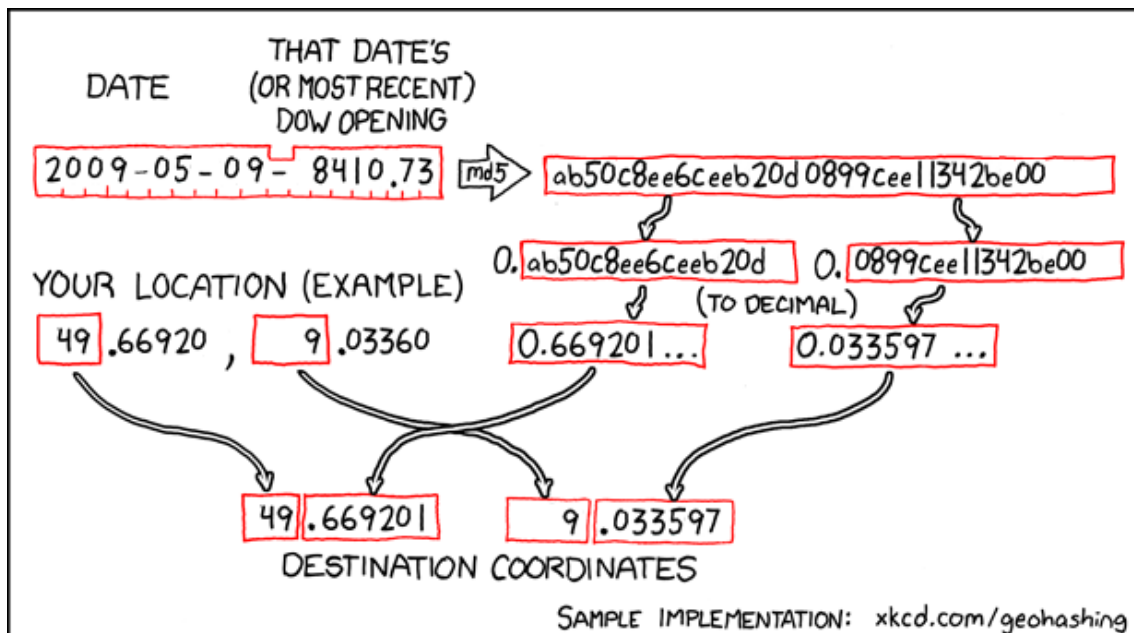 DATE
THAT DATE'S
(OR MOST RECENT)
DOW OPENING
2009-05-09-8410.73
md5
ab50c8ee6ceeb20d0899cee11342be00
0.ab50c8ee6ceeb20d
0.0899cee11342be00
YOUR LOCATION (EXAMPLE)
(TO DECIMAL)
49.66920, 9.03360
0.669201...
0.033597 ...
49.669201
9.033597
DESTINATION COORDINATES
SAMPLE IMPLEMENTATION: xkcd.com/geohashing